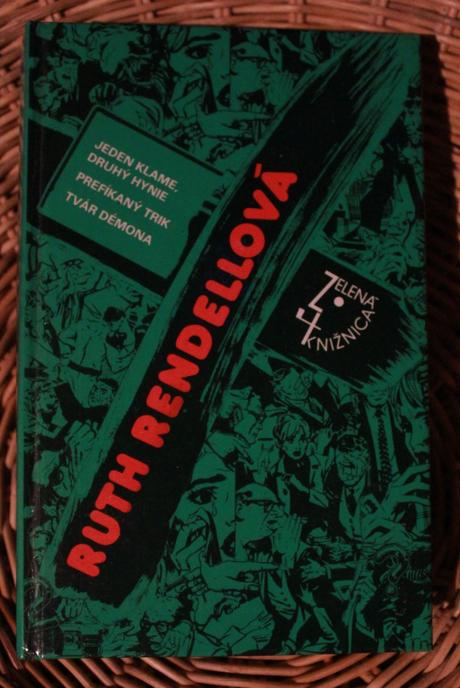 JEDEN KLAME,
DRUHÝ HYNIE
PREFÍKANÝ TRIK
TVÁR DÉMONA
RUTH RENDELLOVÁ
ZELENÁ
KNIŽNICA